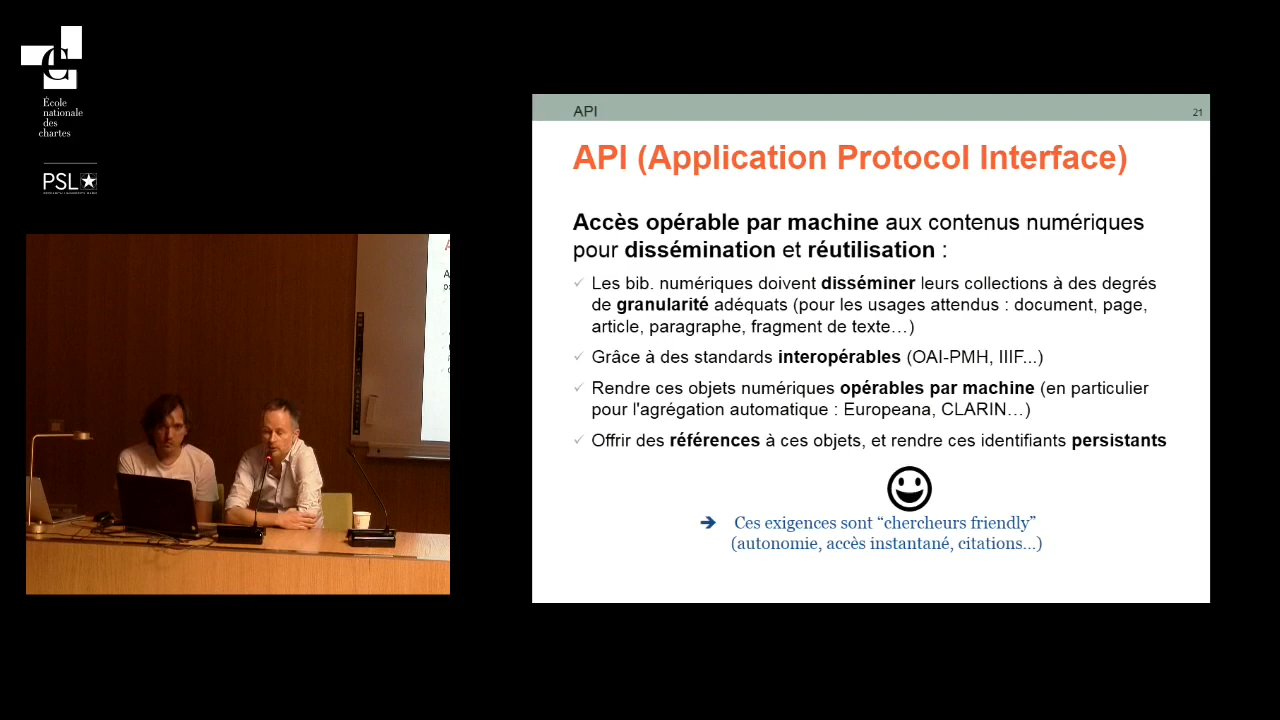 École
nationale
des
chartes
PSL
API
21
API (Application Protocol Interface)
Accès opérable par machine aux contenus numériques
pour dissémination et réutilisation :
Les bib. numériques doivent disséminer leurs collections à des degrés
de granularité adéquats (pour les usages attendus : document, page,
article, paragraphe, fragment de texte…)
Grâce à des standards interopérables (OAI-PMH, IIIF...)
Rendre ces objets numériques opérables par machine (en particulier
pour l'agrégation automatique : Europeana, CLARIN…)
Offrir des références à ces objets, et rendre ces identifiants persistants
➔ Ces exigences sont “chercheurs friendly”
(autonomie, accès instantané, citations...)